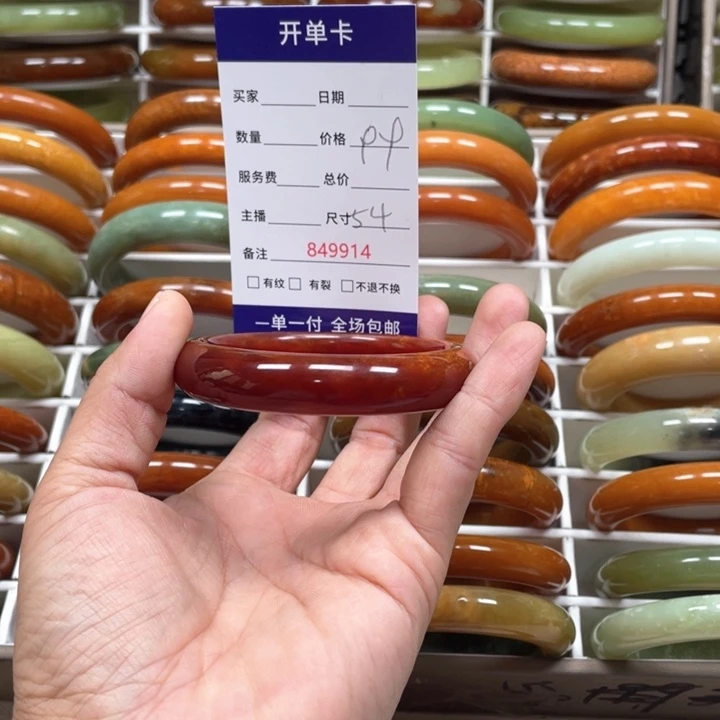 开单卡
买家 日期
数量 价格
服务费 总价
主播 尺寸54
备注 849914
□有纹□ 有裂 □不退不换
一单一付 全场包邮